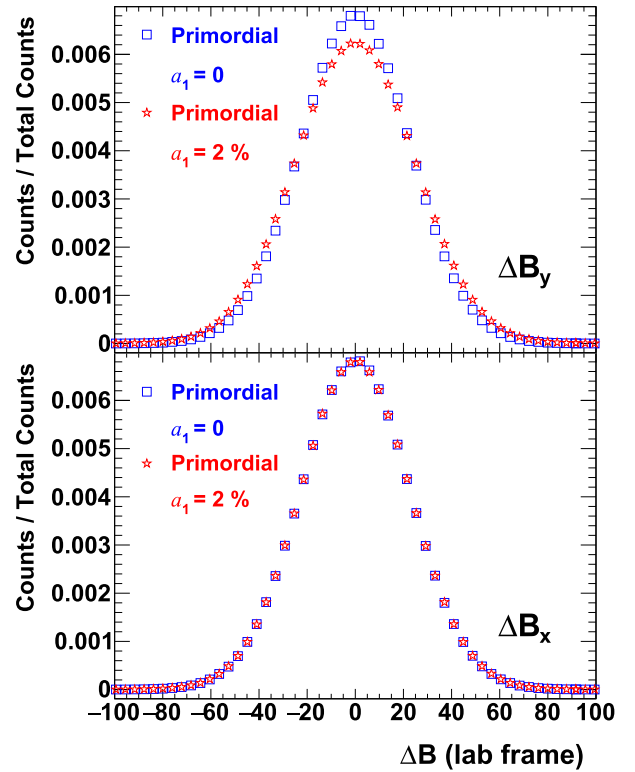 Counts / Total Counts
0.006
0.005
0.004
0.003
0.002
0.001
0
Primordial
a₁ = 0
Primordial
a₁ = 2 %
ΔBy
Counts / Total Counts
0.006
0.005
0.004
0.003
0.002
0.001
0
Primordial
a₁ = 0
Primordial
a₁ = 2 %
ΔBx
−100 −80 −60 −40 −20 0 20 40 60 80 100
ΔB (lab frame)